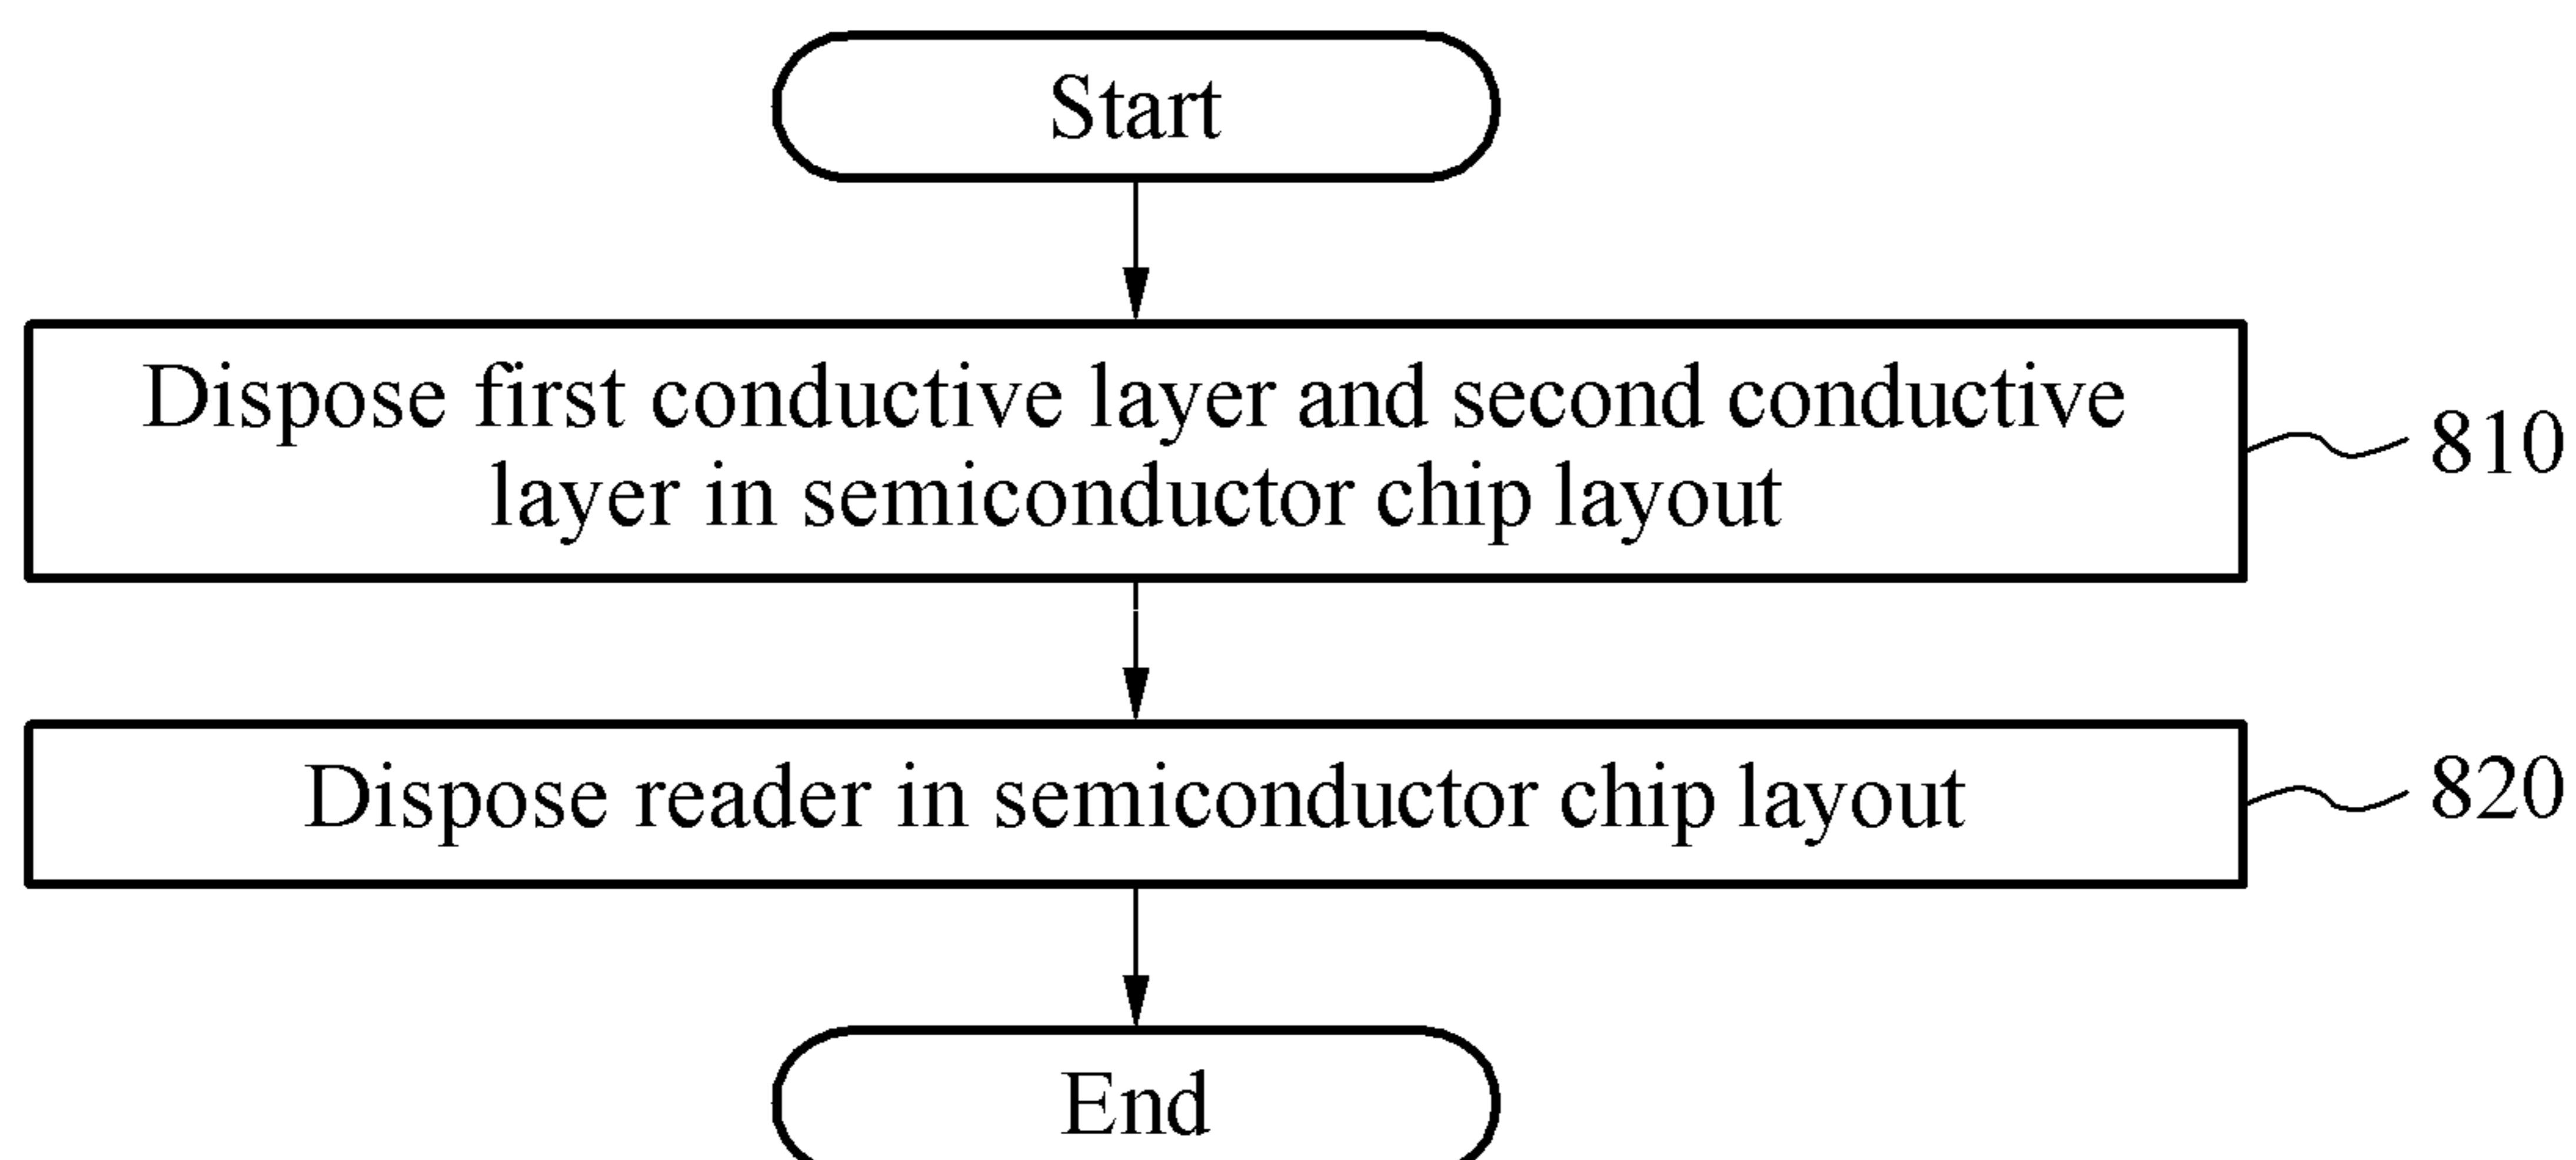 Start
Dispose first conductive layer and second conductive
layer in semiconductor chip layout
810
Dispose reader in semiconductor chip layout
820
End